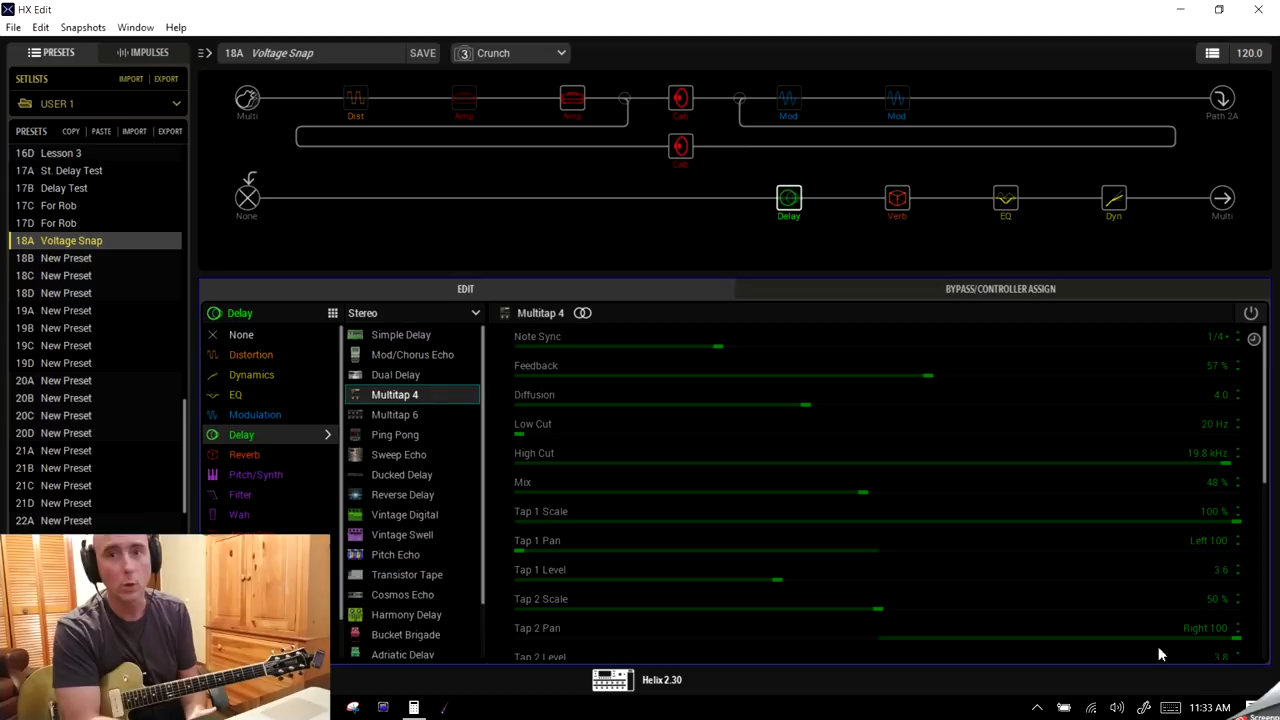 HX Edit
File Edit Snapshots Window Help
PRESETS IMPULSES
18A Voltage Snap SAVE 3 Crunch 120.0
SETLISTS IMPORT EXPORT
USER 1
PRESETS COPY PASTE IMPORT EXPORT
16D Lesson 3
17A St. Delay Test
17B Delay Test
17C For Rob
17D For Rob
18A Voltage Snap
18B New Preset
18C New Preset
18D New Preset
19A New Preset
19B New Preset
19C New Preset
19D New Preset
20A New Preset
20B New Preset
20C New Preset
20D New Preset
21A New Preset
21B New Preset
21C New Preset
21D New Preset
22A New Preset
Multi Dist Amp Amp Cab Mod Mod Path 2A
Cab
None Delay Verb EQ Dyn Multi
EDIT BYPASS/CONTROLLER ASSIGN
Delay
None
Distortion
Dynamics
EQ
Modulation
Delay
Reverb
Pitch/Synth
Filter
Wah
Stereo
Simple Delay
Mod/Chorus Echo
Dual Delay
Multitap 4
Multitap 6
Ping Pong
Sweep Echo
Ducked Delay
Reverse Delay
Vintage Digital
Vintage Swell
Pitch Echo
Transistor Tape
Cosmos Echo
Harmony Delay
Bucket Brigade
Adriatic Delay
Multitap 4
Note Sync 1/4
Feedback 57 %
Diffusion 4.0
Low Cut 20 Hz
High Cut 19.8 kHz
Mix 48 %
Tap 1 Scale 100 %
Tap 1 Pan Left 100
Tap 1 Level 3.6
Tap 2 Scale 50 %
Tap 2 Pan Right 100
Tap 2 Level 3.8
Helix 2.30
11:33 AM